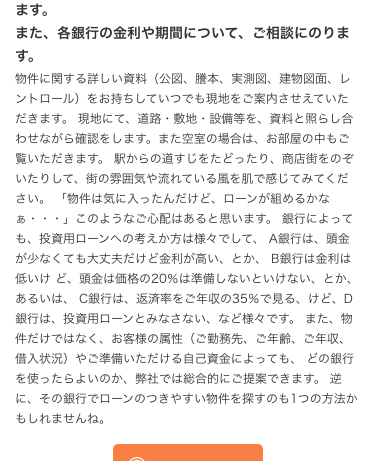 ます。
また、各銀行の金利や期間について、ご相談にのりま
す。
物件に関する詳しい資料（公図、謄本、実測図、建物図面、レ
ントロール）をお持ちしていつでも現地をご案内させえていた
だきます。 現地にて、道路・敷地・設備等を、資料と照らし合
わせながら確認をします。また空室の場合は、お部屋の中もご
覧いただきます。 駅からの道すじをたどったり、商店街をのぞ
いたりして、街の雰囲気や流れている風を肌で感じてみてくだ
さい。 「物件は気に入ったんだけど、ローンが組めるかな
ぁ・・・」このようなご心配はあると思います。 銀行によって
も、投資用ローンへの考えか方は様々でして、 A銀行は、頭金
が少なくても大丈夫だけど金利が高い、とか、 B銀行は金利は
低いけ ど、頭金は価格の20%は準備しないといけない、とか、
あるいは、 C銀行は、返済率をご年収の35%で見る、けど、D
銀行は、投資用ローンとみなさない、など様々です。 また、物
件だけではなく、お客様の属性（ご勤務先、ご年齢、ご年収、
借入状況）やご準備いただける自己資金によっても、 どの銀行
を使ったらよいのか、弊社では総合的にご提案できます。 逆
に、その銀行でローンのつきやすい物件を探すのも1つの方法か
もしれませんね。